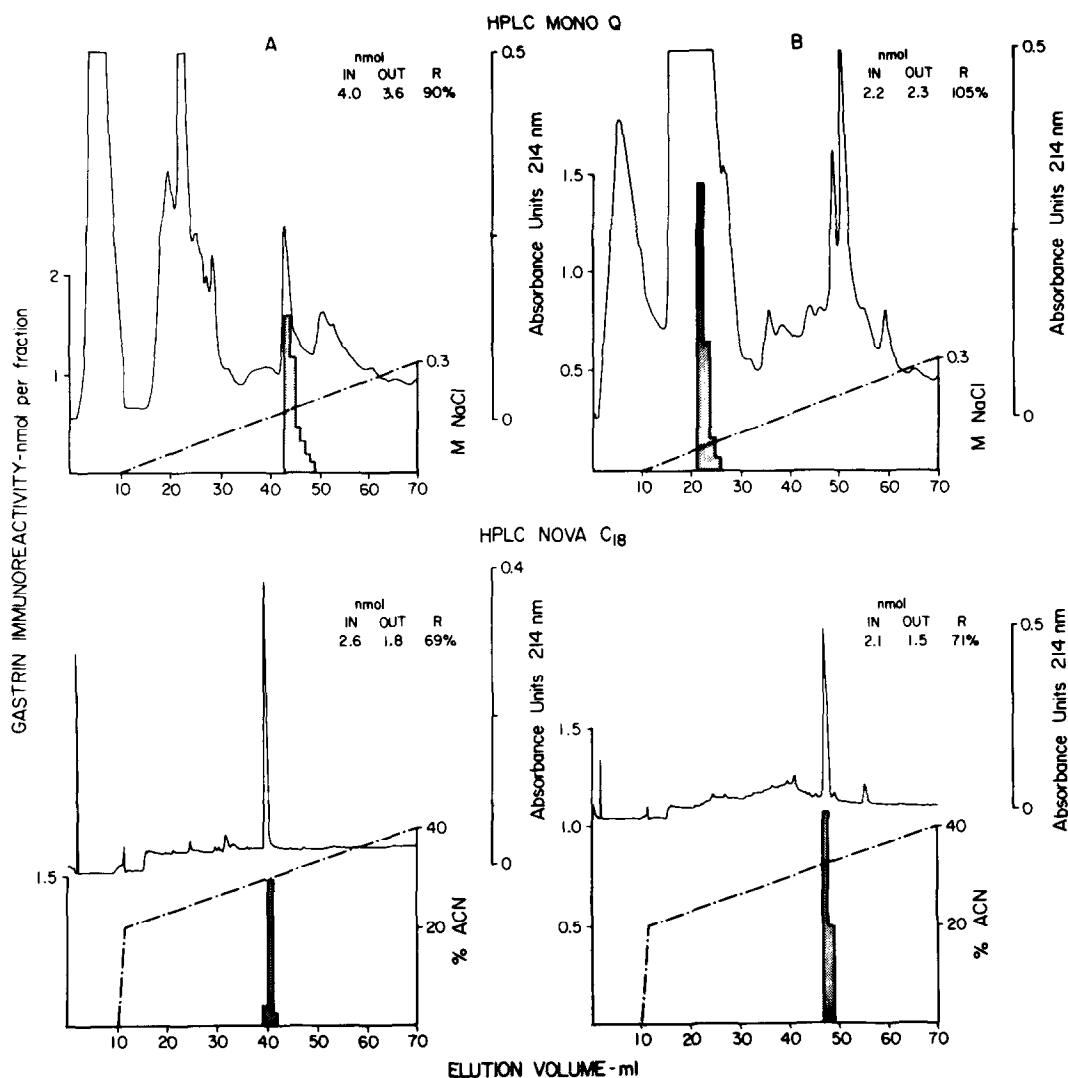 HPLC MONO Q
A
nmol
IN OUT R
4.0 3.6 90%
0.5
0
Absorbance Units 214 nm
2
1
0.3
M NaCl
10 20 30 40 50 60 70
B
nmol
IN OUT R
2.2 2.3 105%
0.5
0
Absorbance Units 214 nm
1.5
1.0
0.5
0.3
M NaCl
10 20 30 40 50 60 70
GASTRIN IMMUNOREACTIVITY-nmol per fraction
HPLC NOVA C18
nmol
IN OUT R
2.6 1.8 69%
0.4
0
Absorbance Units 214 nm
1.5
40
20
% ACN
10 20 30 40 50 60 70
nmol
IN OUT R
2.1 1.5 71%
0.5
0
Absorbance Units 214 nm
1.5
1.0
0.5
40
20
% ACN
10 20 30 40 50 60 70
ELUTION VOLUME-ml